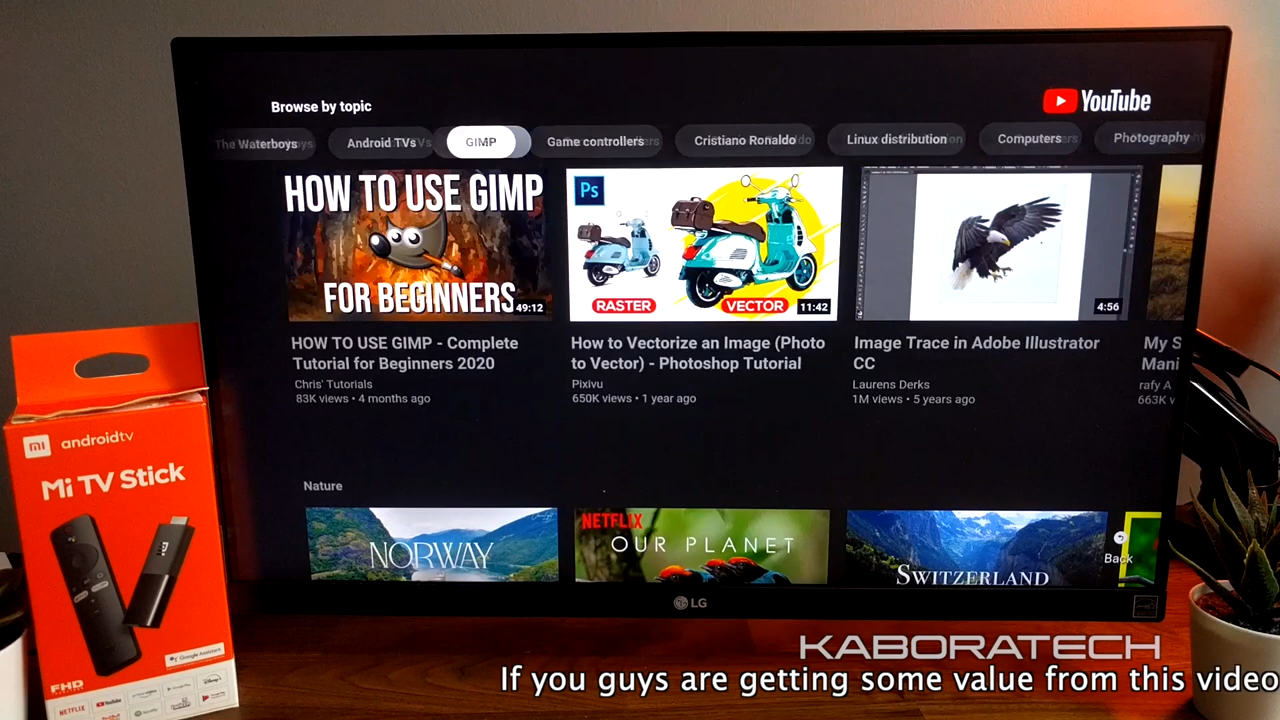 Browse by topic
YouTube
The Waterboys
Android TVs
GIMP
Game controllers
Cristiano Ronaldo
Linux distribution
Computers
Photography
HOW TO USE GIMP
FOR BEGINNERS
49:12
Ps
RASTER
VECTOR
11:42
4:56
HOW TO USE GIMP - Complete
Tutorial for Beginners 2020
Chris' Tutorials
83K views • 4 months ago
How to Vectorize an Image (Photo
to Vector) - Photoshop Tutorial
Pixivu
650K views • 1 year ago
Image Trace in Adobe Illustrator
CC
Laurens Derks
1M views • 5 years ago
My S
Mani
rafy A
663K v
Nature
NORWAY
NETFLIX
OUR PLANET
SWITZERLAND
Back
LG
mi androidtv
Mi TV Stick
Google Assistant
FHD
NETFLIX
YouTube
KABORATECH
If you guys are getting some value from this video